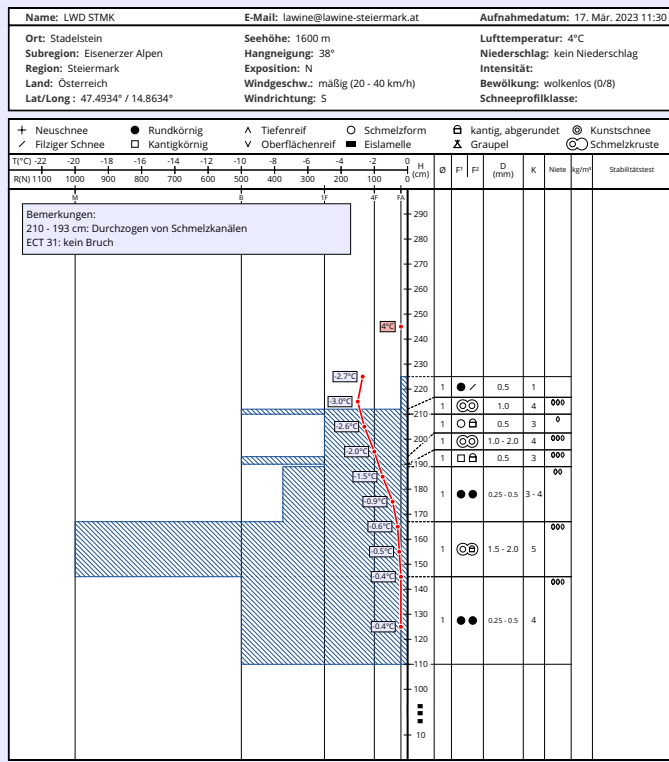 Name: LWD STMK E-Mail: lawine@lawine-steiermark.at Aufnahmedatum: 17. Mär. 2023 11:30
Ort: Stadelstein Seehöhe: 1600 m Lufttemperatur: 4°C
Subregion: Eisenerzer Alpen Hangneigung: 38° Niederschlag: kein Niederschlag
Region: Steiermark Exposition: N Intensität:
Land: Österreich Windgeschw.: mäßig (20 - 40 km/h) Bewölkung: wolkenlos (0/8)
Lat/Long : 47.4934° / 14.8634° Windrichtung: S Schneeprofilklasse:
Neuschnee Rundkörnig Tiefenreif Schmelzform kantig, abgerundet Kunstschnee
Filziger Schnee Kantigkörnig Oberflächenreif Eislamelle Graupel Schmelzkruste
T(°C) -22 -20 -18 -16 -14 -12 -10 -8 -6 -4 -2 0 H (cm) Ø F¹ F² D (mm) K Niete kg/m³ Stabilitätstest
R(N) 1100 1000 900 800 700 600 500 400 300 200 100 0
M B 1F 4F FA
Bemerkungen:
210 - 193 cm: Durchzogen von Schmelzkanälen
ECT 31: kein Bruch
290
280
270
260
250
4°C
240
230
-2.7°C
220 1 0.5 1
-3.0°C
210 1 1.0 4
-2.6°C 1 0.5 3
200 1 1.0 - 2.0 4
-2.0°C 1 0.5 3
190
-1.5°C
180 1 0.25 - 0.5 3 - 4
-0.9°C
170
-0.6°C
160
-0.5°C 1 1.5 - 2.0 5
150
-0.4°C
140
130 1 0.25 - 0.5 4
-0.4°C
120
110
100
10